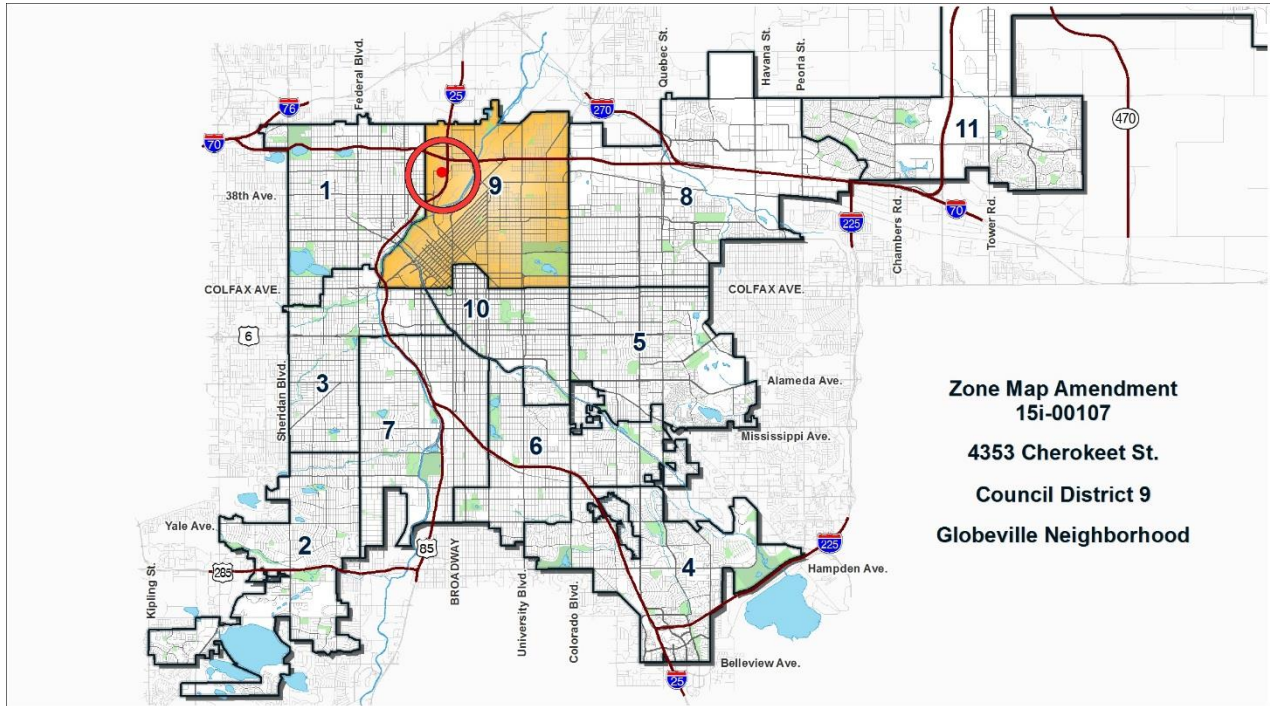 Federal Blvd.
Quebec St.
Havana St.
Peoria St.
76
25
270
70
470
11
1
9
8
38th Ave.
225
Chambers Rd.
70
Tower Rd.
COLFAX AVE.
COLFAX AVE.
10
6
5
Sheridan Blvd.
3
Alameda Ave.
7
Mississippi Ave.
6
Zone Map Amendment
15i-00107
4353 Cherokeet St.
Council District 9
Globeville Neighborhood
Yale Ave.
2
85
285
4
225
Hampden Ave.
Kipling St.
BROADWAY
University Blvd.
Colorado Blvd.
Belleview Ave.
25